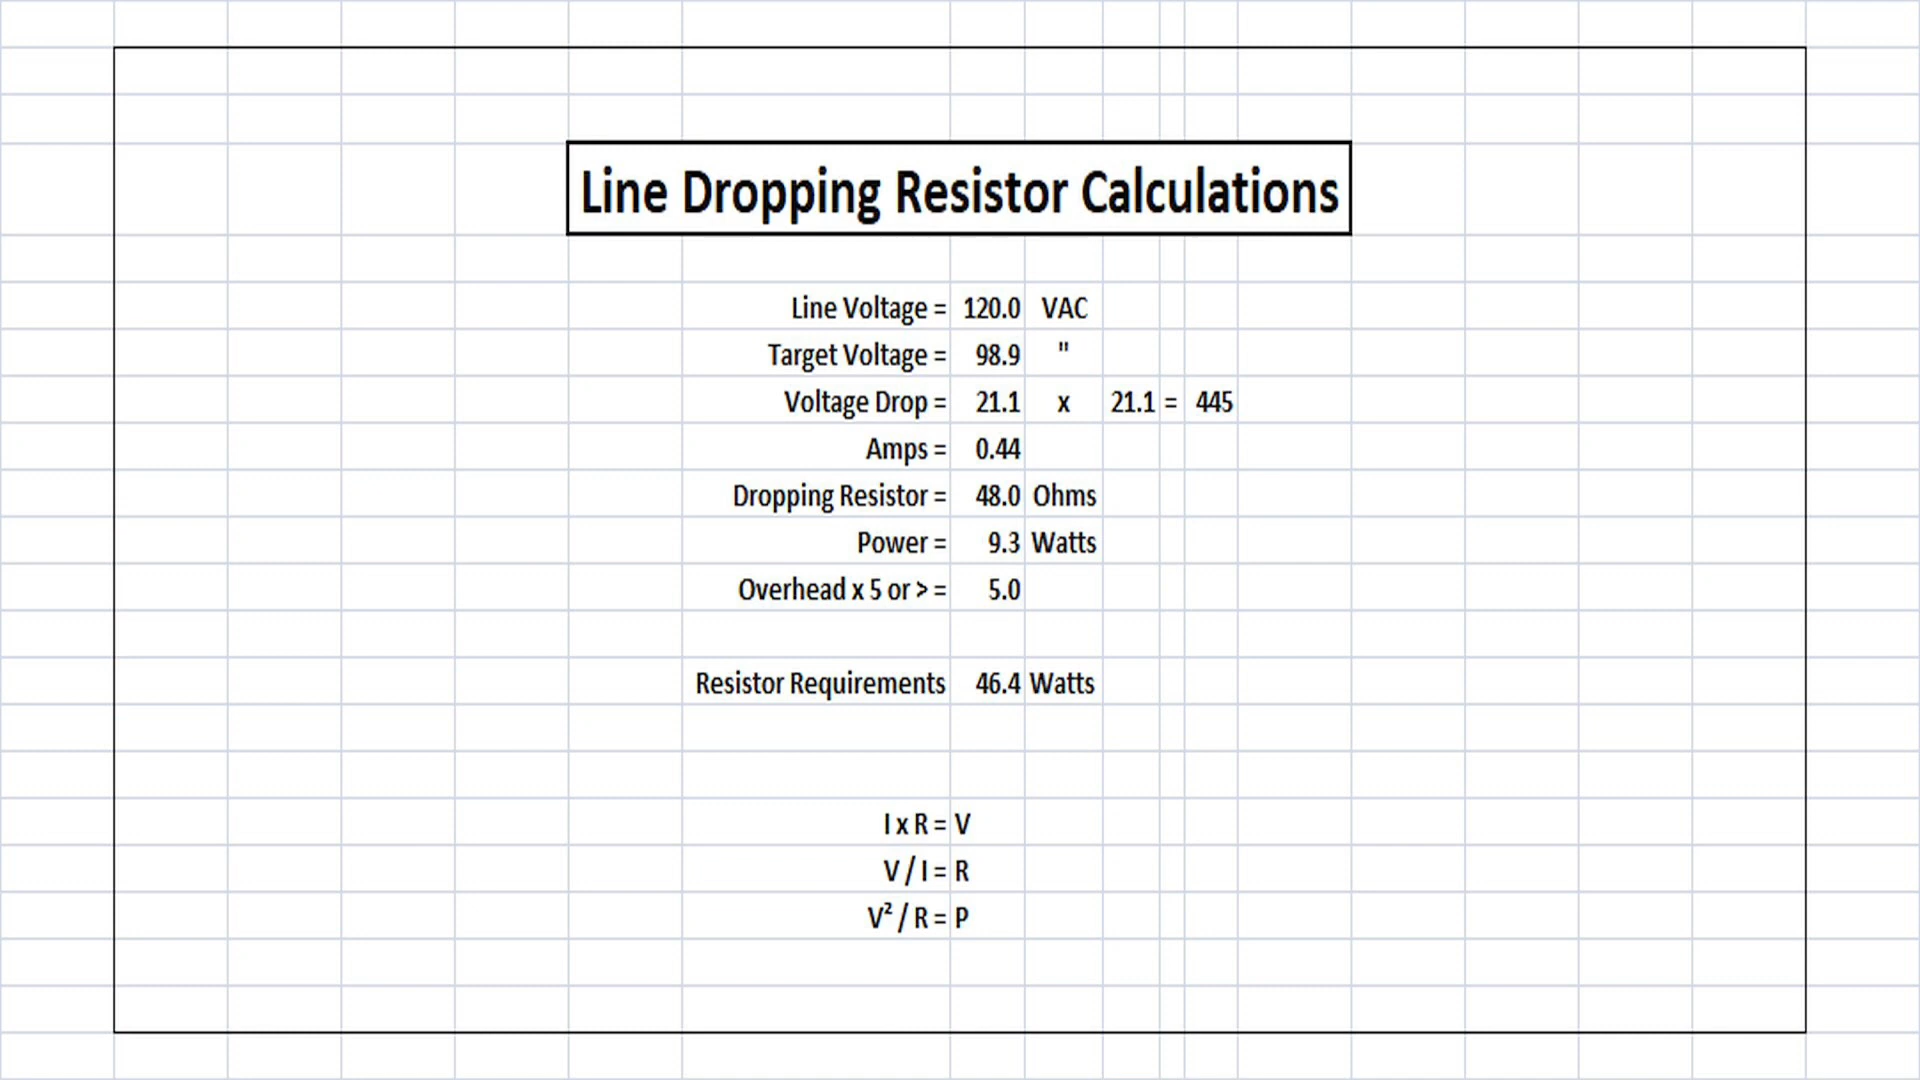 Line Dropping Resistor Calculations
Line Voltage = 120.0 VAC
Target Voltage = 98.9 "
Voltage Drop = 21.1 x 21.1 = 445
Amps = 0.44
Dropping Resistor = 48.0 Ohms
Power = 9.3 Watts
Overhead x 5 or > = 5.0
Resistor Requirements 46.4 Watts
I x R = V
V / I = R
V² / R = P